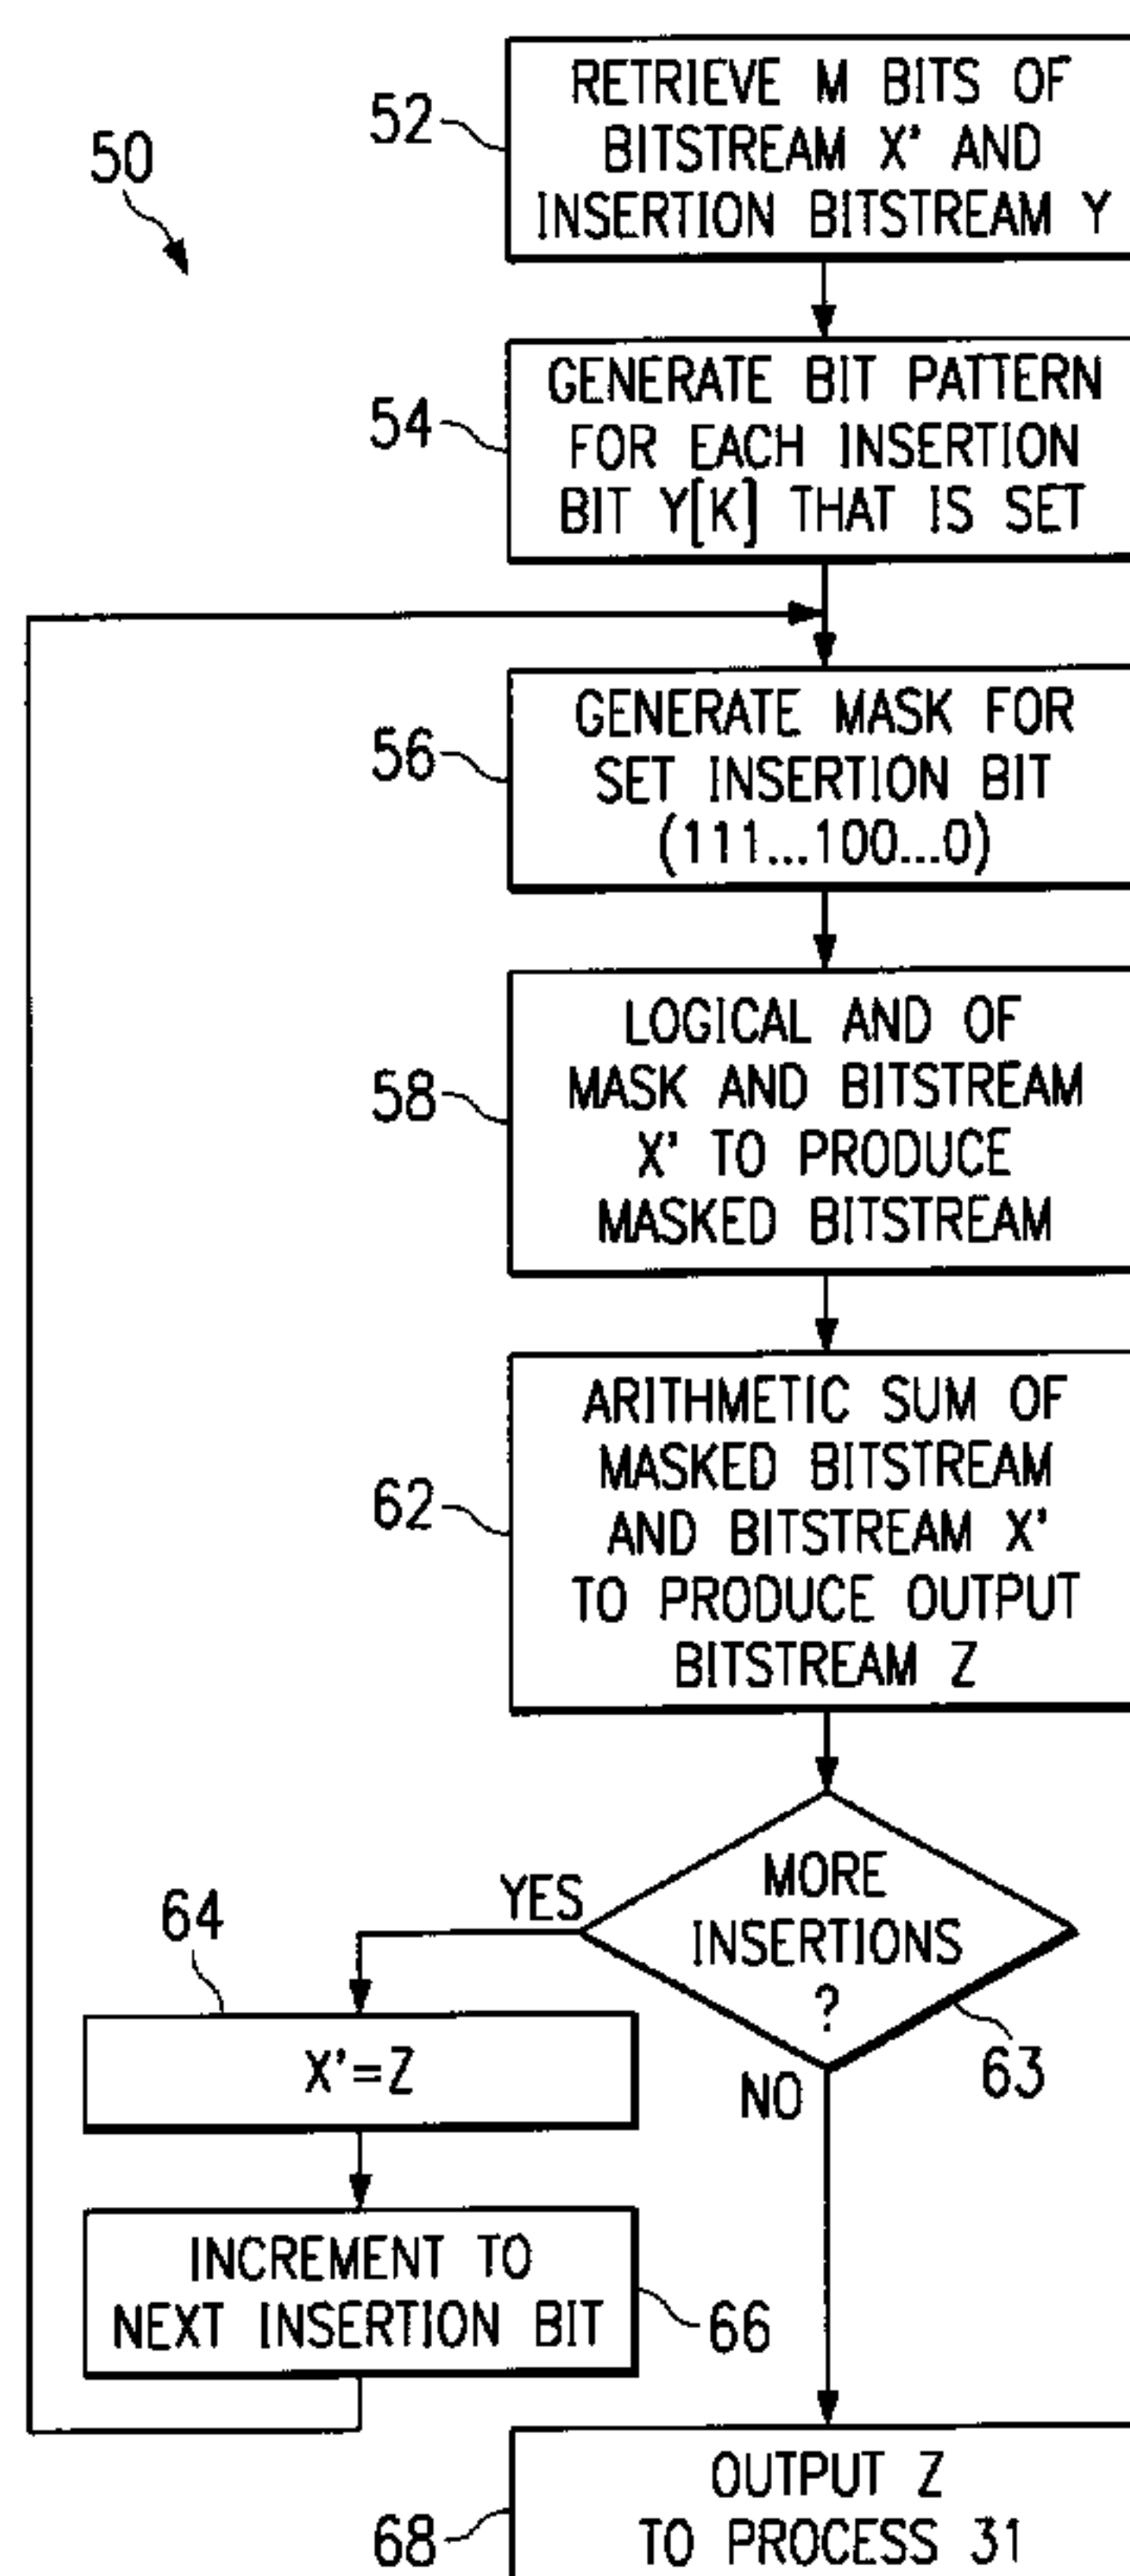 50
52
RETRIEVE M BITS OF
BITSTREAM X' AND
INSERTION BITSTREAM Y
54
GENERATE BIT PATTERN
FOR EACH INSERTION
BIT Y[K] THAT IS SET
56
GENERATE MASK FOR
SET INSERTION BIT
(111...100...0)
58
LOGICAL AND OF
MASK AND BITSTREAM
X' TO PRODUCE
MASKED BITSTREAM
62
ARITHMETIC SUM OF
MASKED BITSTREAM
AND BITSTREAM X'
TO PRODUCE OUTPUT
BITSTREAM Z
MORE
INSERTIONS
?
63
YES
NO
64
X'=Z
INCREMENT TO
NEXT INSERTION BIT
66
68
OUTPUT Z
TO PROCESS 31